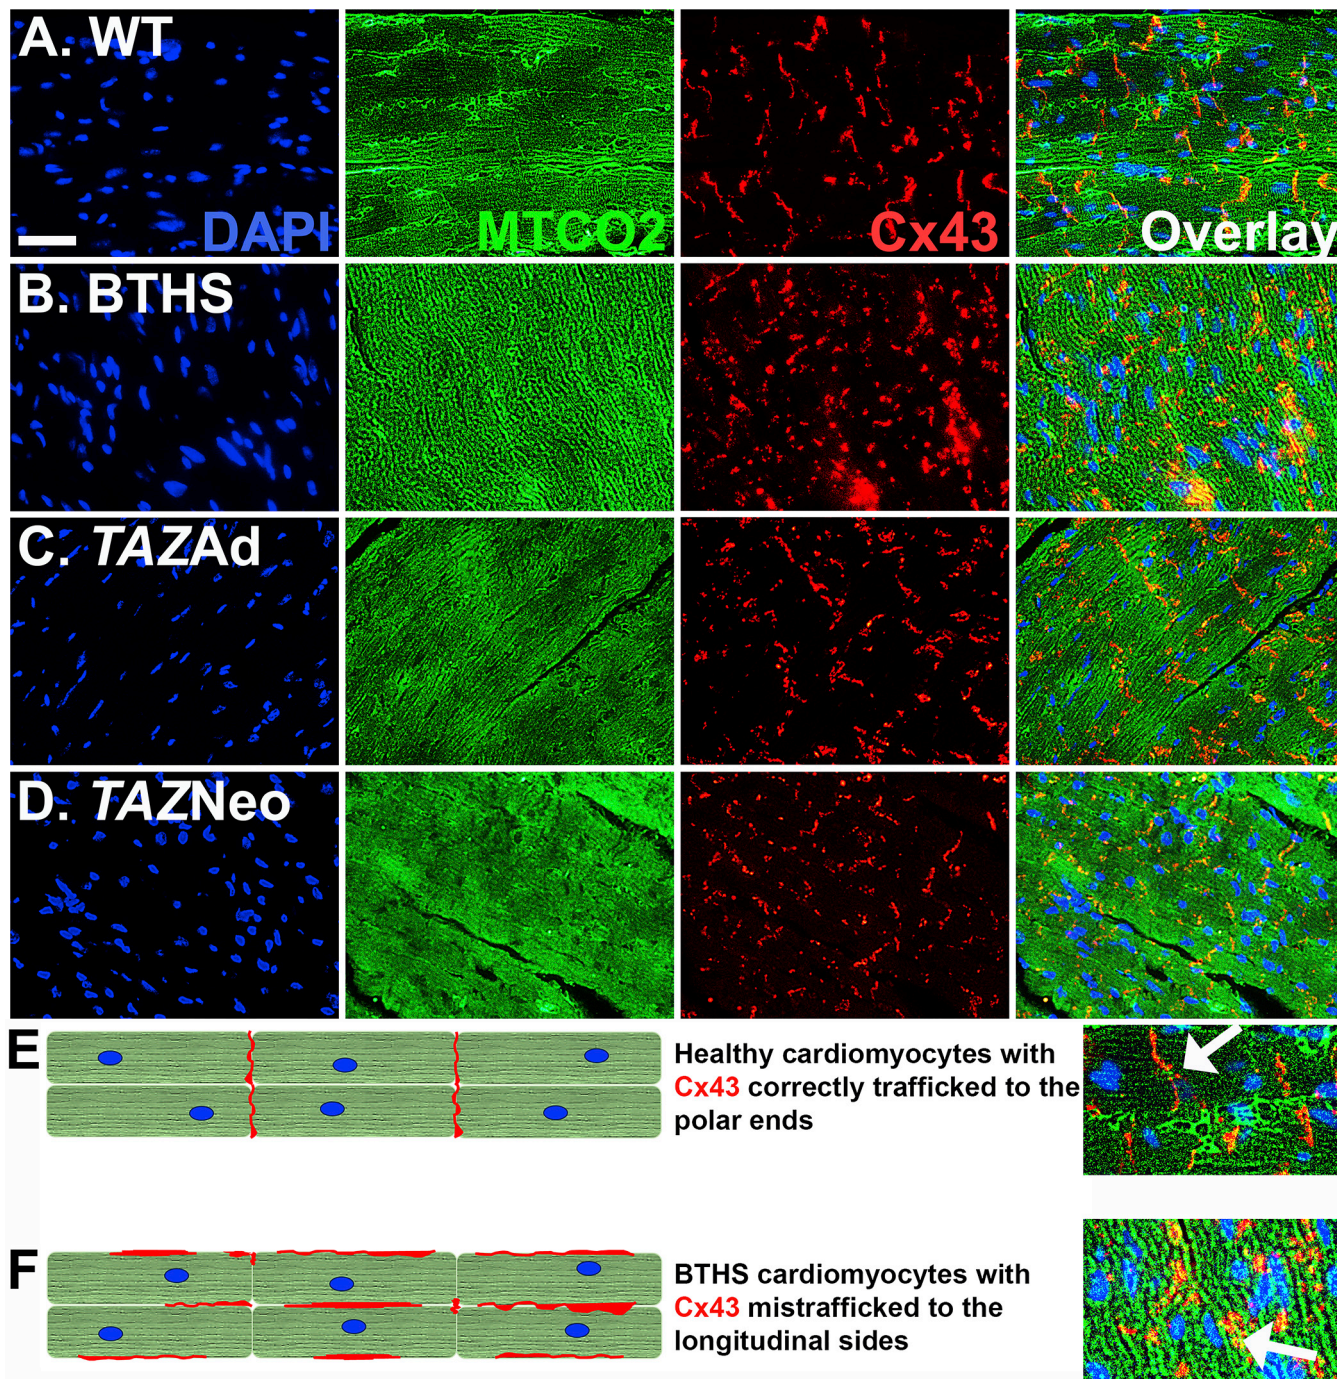 A. WT
DAPI
MTCO2
Cx43
Overlay
B. BTHS
C. TAZAd
D. TAZNeo
E
Healthy cardiomyocytes with
Cx43 correctly trafficked to the
polar ends
F
BTHS cardiomyocytes with
Cx43 mistrafficked to the
longitudinal sides